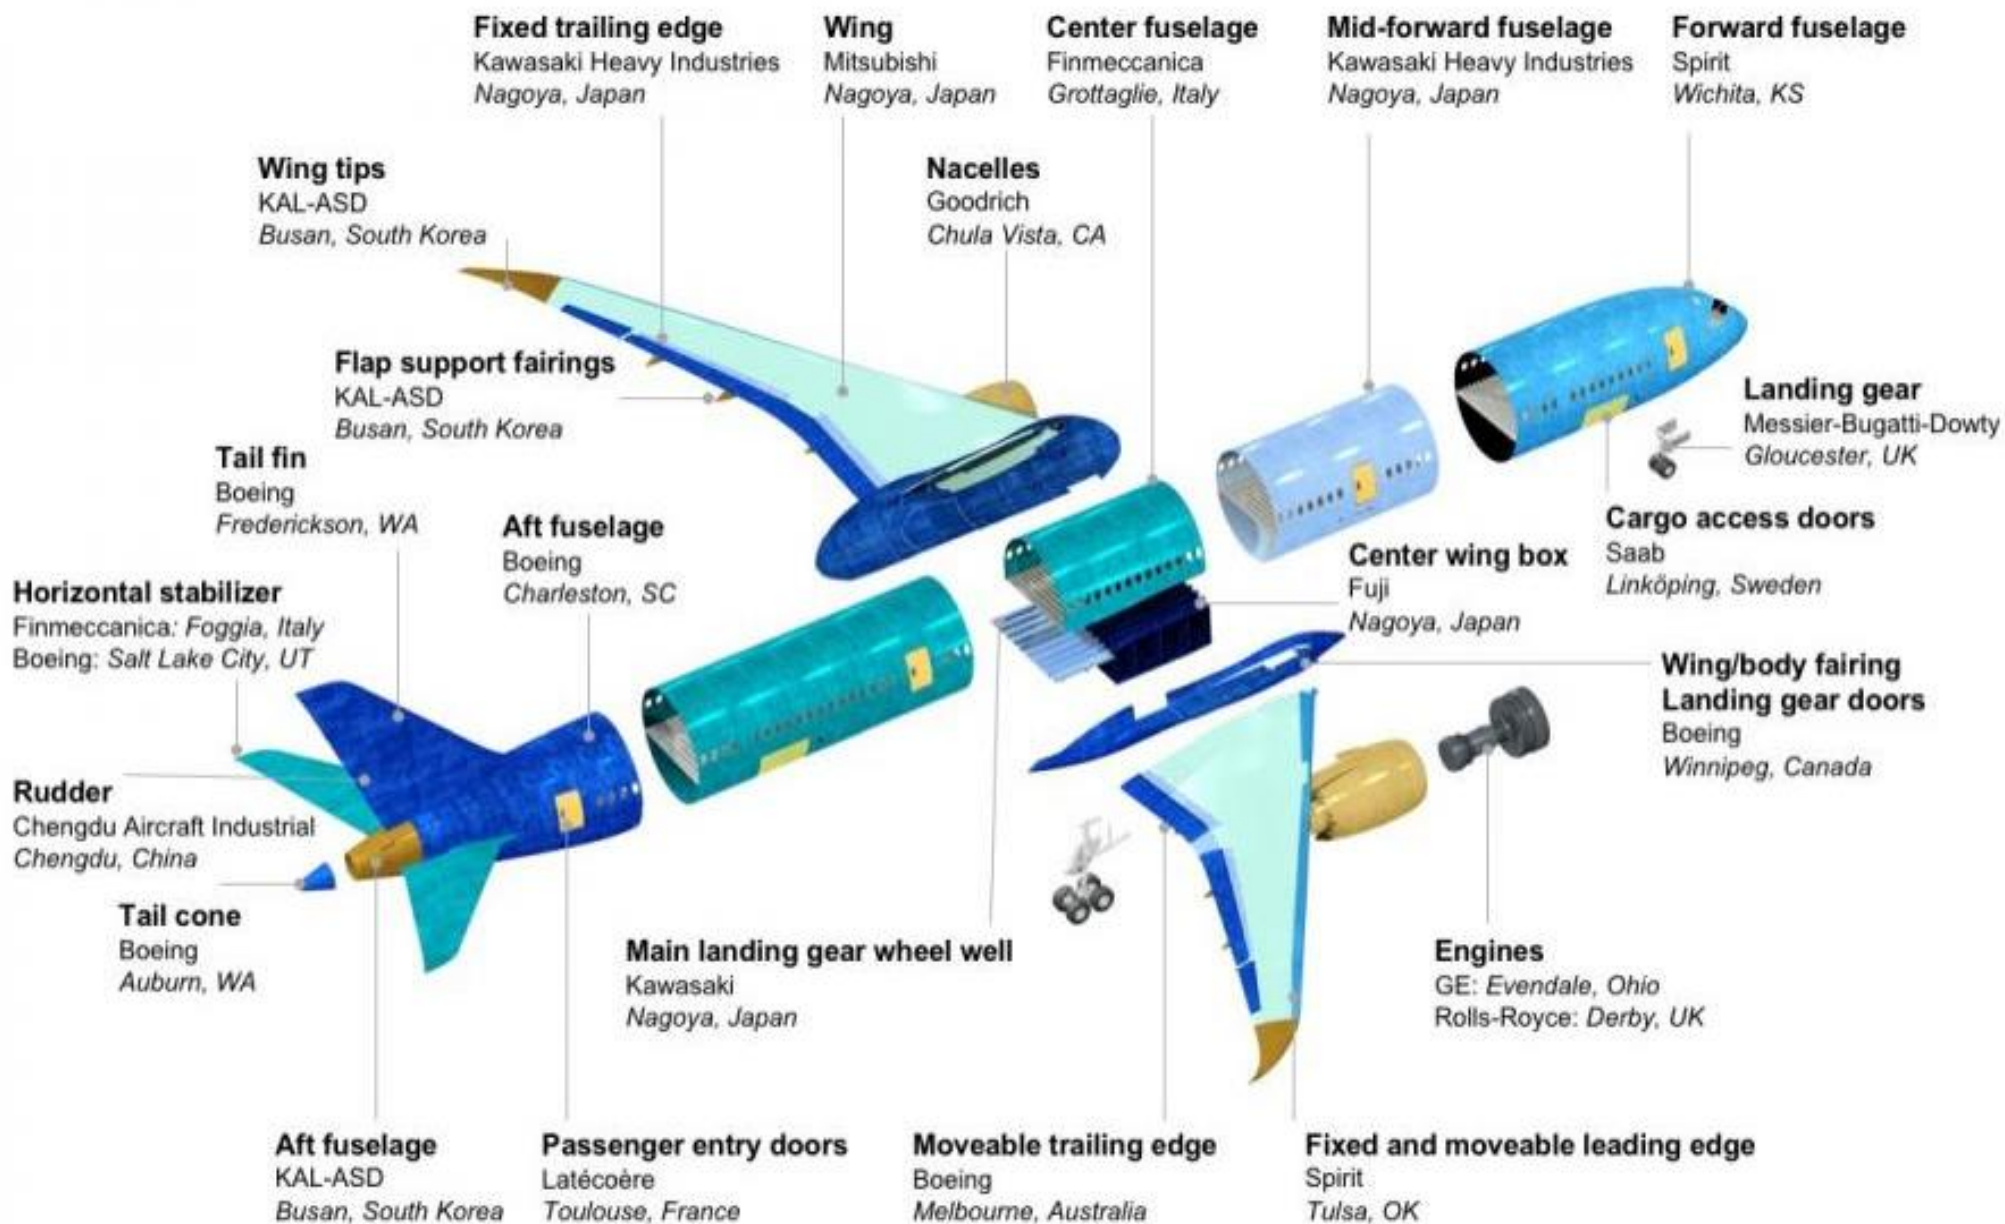 Fixed trailing edge
Kawasaki Heavy Industries
Nagoya, Japan
Wing
Mitsubishi
Nagoya, Japan
Center fuselage
Finmeccanica
Grottaglie, Italy
Mid-forward fuselage
Kawasaki Heavy Industries
Nagoya, Japan
Forward fuselage
Spirit
Wichita, KS
Wing tips
KAL-ASD
Busan, South Korea
Nacelles
Goodrich
Chula Vista, CA
Flap support fairings
KAL-ASD
Busan, South Korea
Landing gear
Messier-Bugatti-Dowty
Gloucester, UK
Tail fin
Boeing
Frederickson, WA
Aft fuselage
Boeing
Charleston, SC
Cargo access doors
Saab
Linköping, Sweden
Center wing box
Fuji
Nagoya, Japan
Horizontal stabilizer
Finmeccanica: Foggia, Italy
Boeing: Salt Lake City, UT
Wing/body fairing
Landing gear doors
Boeing
Winnipeg, Canada
Rudder
Chengdu Aircraft Industrial
Chengdu, China
Tail cone
Boeing
Auburn, WA
Main landing gear wheel well
Kawasaki
Nagoya, Japan
Engines
GE: Evendale, Ohio
Rolls-Royce: Derby, UK
Aft fuselage
KAL-ASD
Busan, South Korea
Passenger entry doors
Latécoère
Toulouse, France
Moveable trailing edge
Boeing
Melbourne, Australia
Fixed and moveable leading edge
Spirit
Tulsa, OK